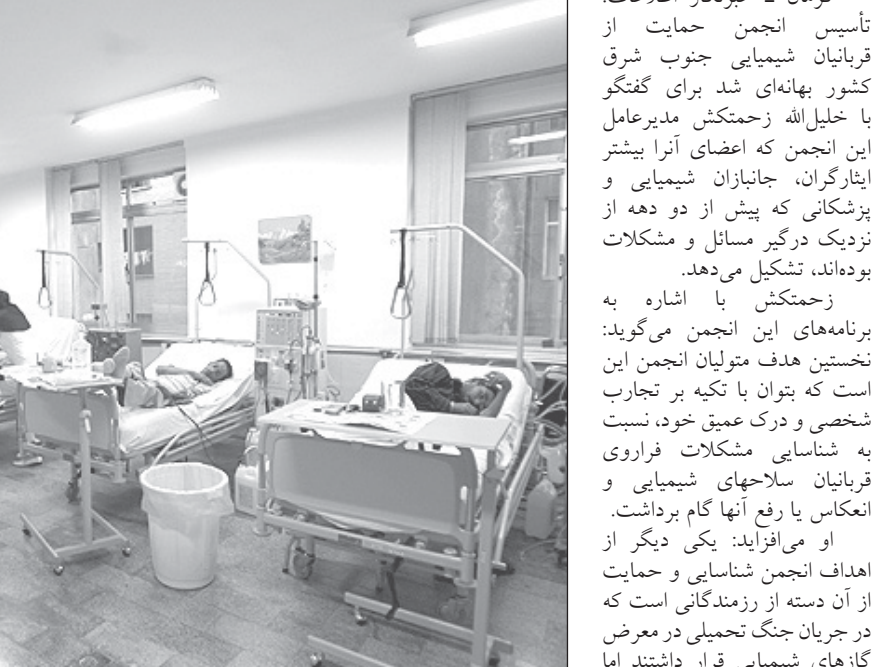 تأسیس انجمن حمایت از
قربانیان شیمیایی جنوب شرق
کشور بهانه‌ای شد برای گفتگو
با خلیل‌الله زحمتکش مدیرعامل
این انجمن که اعضای آنرا بیشتر
ایثارگران، جانبازان شیمیایی و
پزشکانی که پیش از دو دهه از
نزدیک درگیر مسائل و مشکلات
بوده‌اند، تشکیل می‌دهد.
زحمتکش با اشاره به
برنامه‌های این انجمن می‌گوید:
نخستین هدف متولیان انجمن این
است که بتوان با تکیه بر تجارب
شخصی و درک عمیق خود، نسبت
به شناسایی مشکلات فراروی
قربانیان سلاحهای شیمیایی و
انعکاس یا رفع آنها گام برداشت.
او می‌افزاید: یکی دیگر از
اهداف انجمن شناسایی و حمایت
از آن دسته از رزمندگانی است که
در جریان جنگ تحمیلی در معرض
گازهای شیمیایی قرار داشتند اما